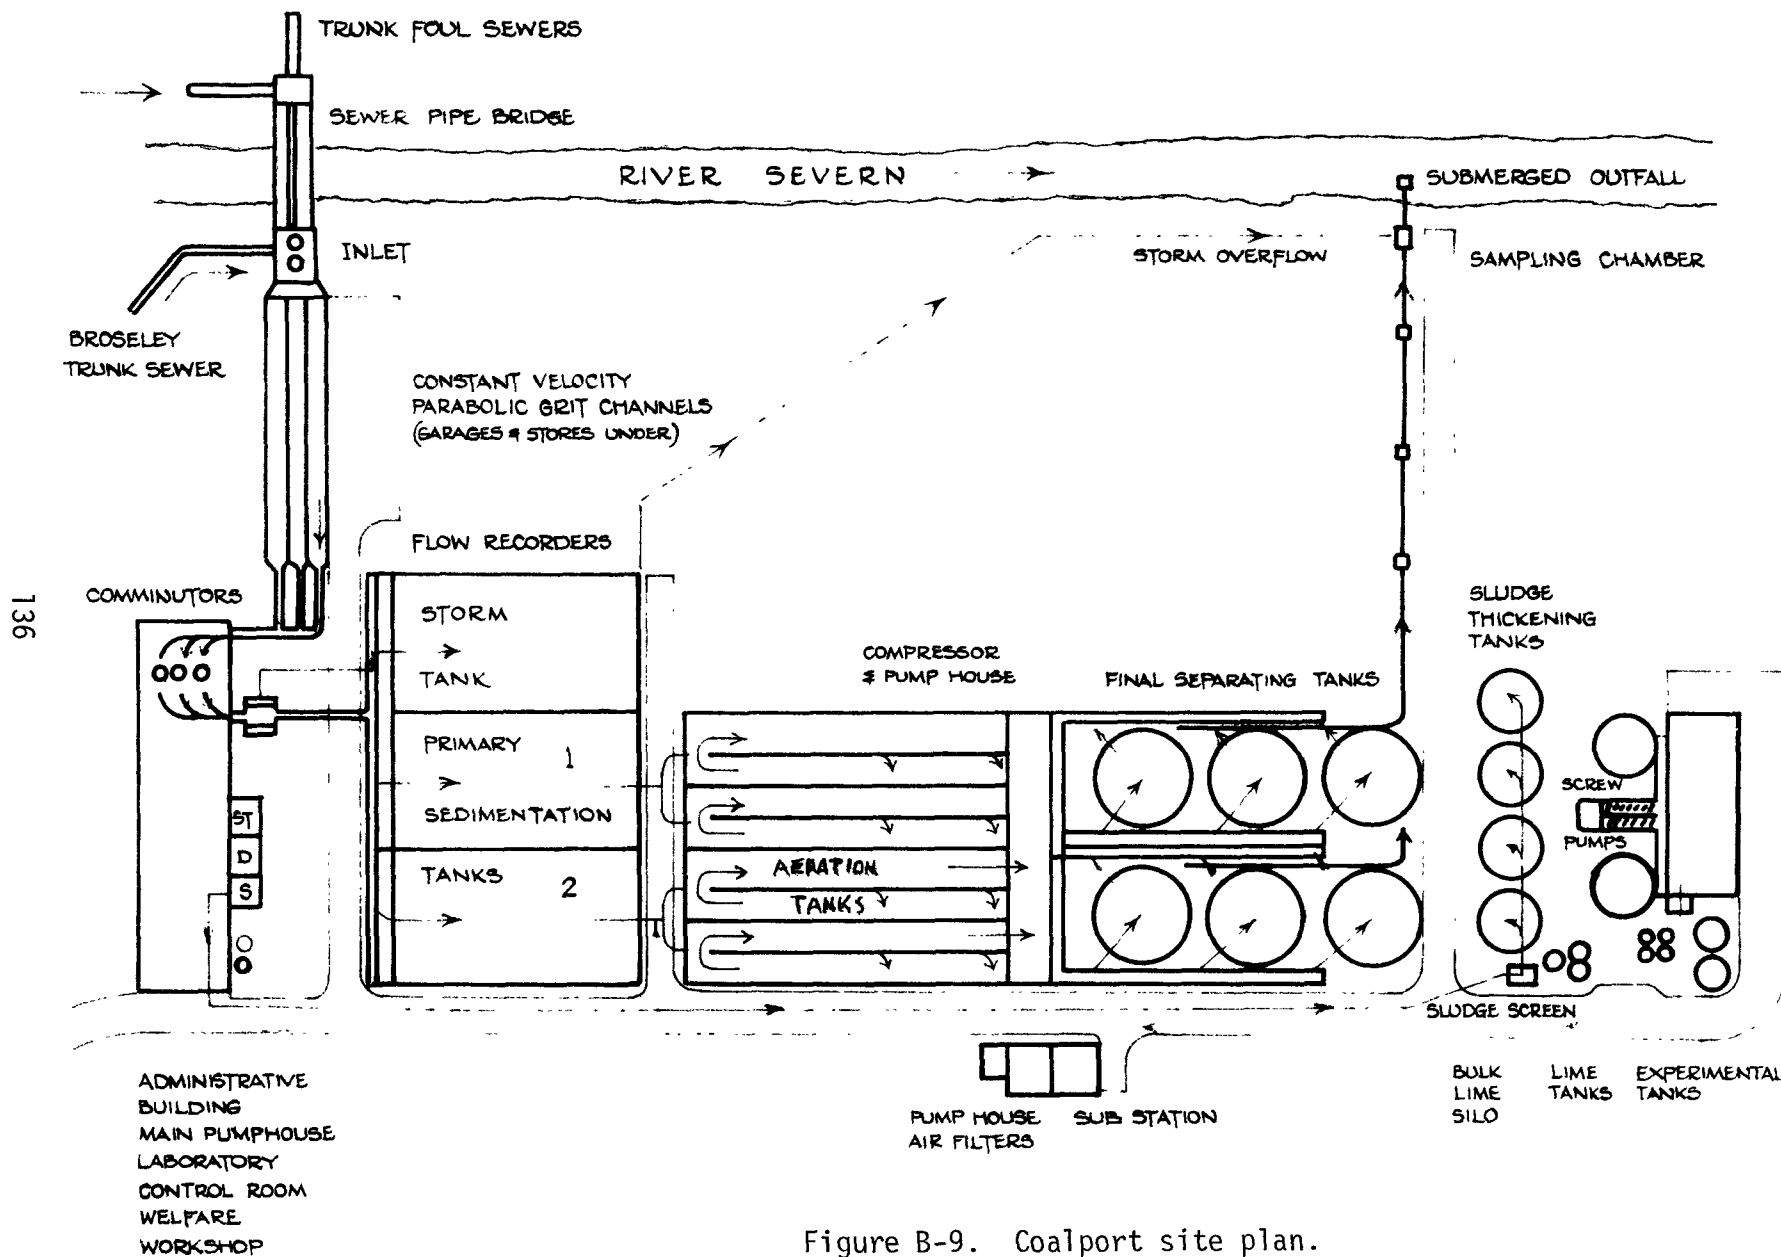 TRUNK FOUL SEWERS
SEWER PIPE BRIDGE
RIVER SEVERN
SUBMERGED OUTFALL
INLET
STORM OVERFLOW
SAMPLING CHAMBER
BROSELEY
TRUNK SEWER
CONSTANT VELOCITY
PARABOLIC GRIT CHANNELS
(GARAGES & STORES UNDER)
FLOW RECORDERS
COMMINUTORS
STORM
TANK
PRIMARY 1
SEDIMENTATION
TANKS 2
COMPRESSOR
& PUMP HOUSE
FINAL SEPARATING TANKS
SLUDGE
THICKENING
TANKS
SCREW
PUMPS
AERATION
TANKS
ST
D
S
SLUDGE SCREEN
ADMINISTRATIVE
BUILDING
MAIN PUMPHOUSE
LABORATORY
CONTROL ROOM
WELFARE
WORKSHOP
PUMP HOUSE
AIR FILTERS
SUB STATION
BULK
LIME
SILO
LIME
TANKS
EXPERIMENTAL
TANKS
136
Figure B-9. Coalport site plan.